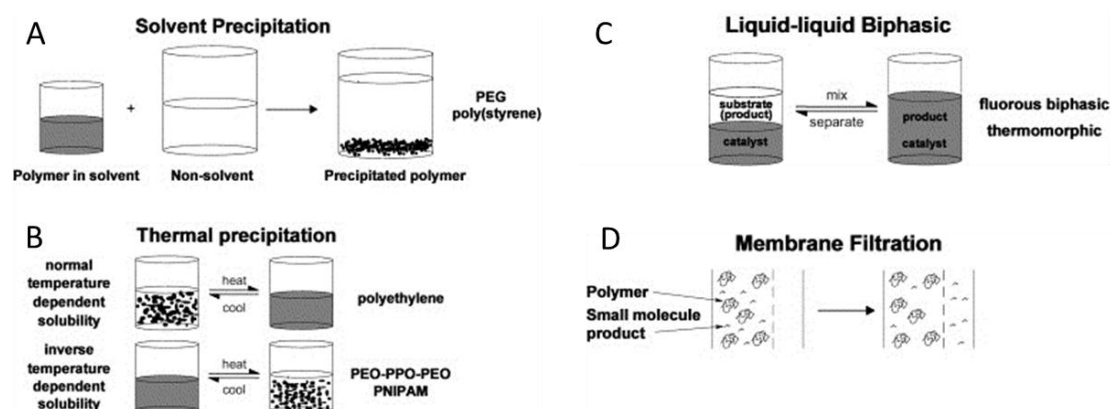 A
Solvent Precipitation
+
PEG
poly(styrene)
Polymer in solvent
Non-solvent
Precipitated polymer
B
Thermal precipitation
normal
temperature
dependent
solubility
heat
cool
polyethylene
inverse
temperature
dependent
solubility
heat
cool
PEO-PPO-PEO
PNIPAM
C
Liquid-liquid Biphasic
substrate
(product)
catalyst
mix
separate
product
catalyst
fluorous biphasic
thermomorphic
D
Membrane Filtration
Polymer
Small molecule
product